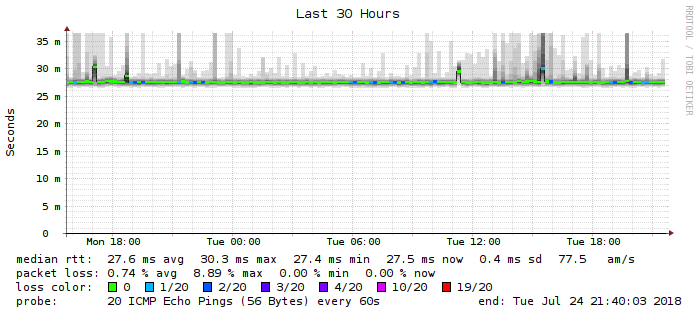 Last 30 Hours
RRDTOOL / TOBI OETIKER
Seconds
35 m
30 m
25 m
20 m
15 m
10 m
5 m
0
Mon 18:00 Tue 00:00 Tue 06:00 Tue 12:00 Tue 18:00
median rtt: 27.6 ms avg 30.3 ms max 27.4 ms min 27.5 ms now 0.4 ms sd 77.5 am/s
packet loss: 0.74 % avg 8.89 % max 0.00 % min 0.00 % now
loss color: 0 1/20 2/20 3/20 4/20 10/20 19/20
probe: 20 ICMP Echo Pings (56 Bytes) every 60s end: Tue Jul 24 21:40:03 2018